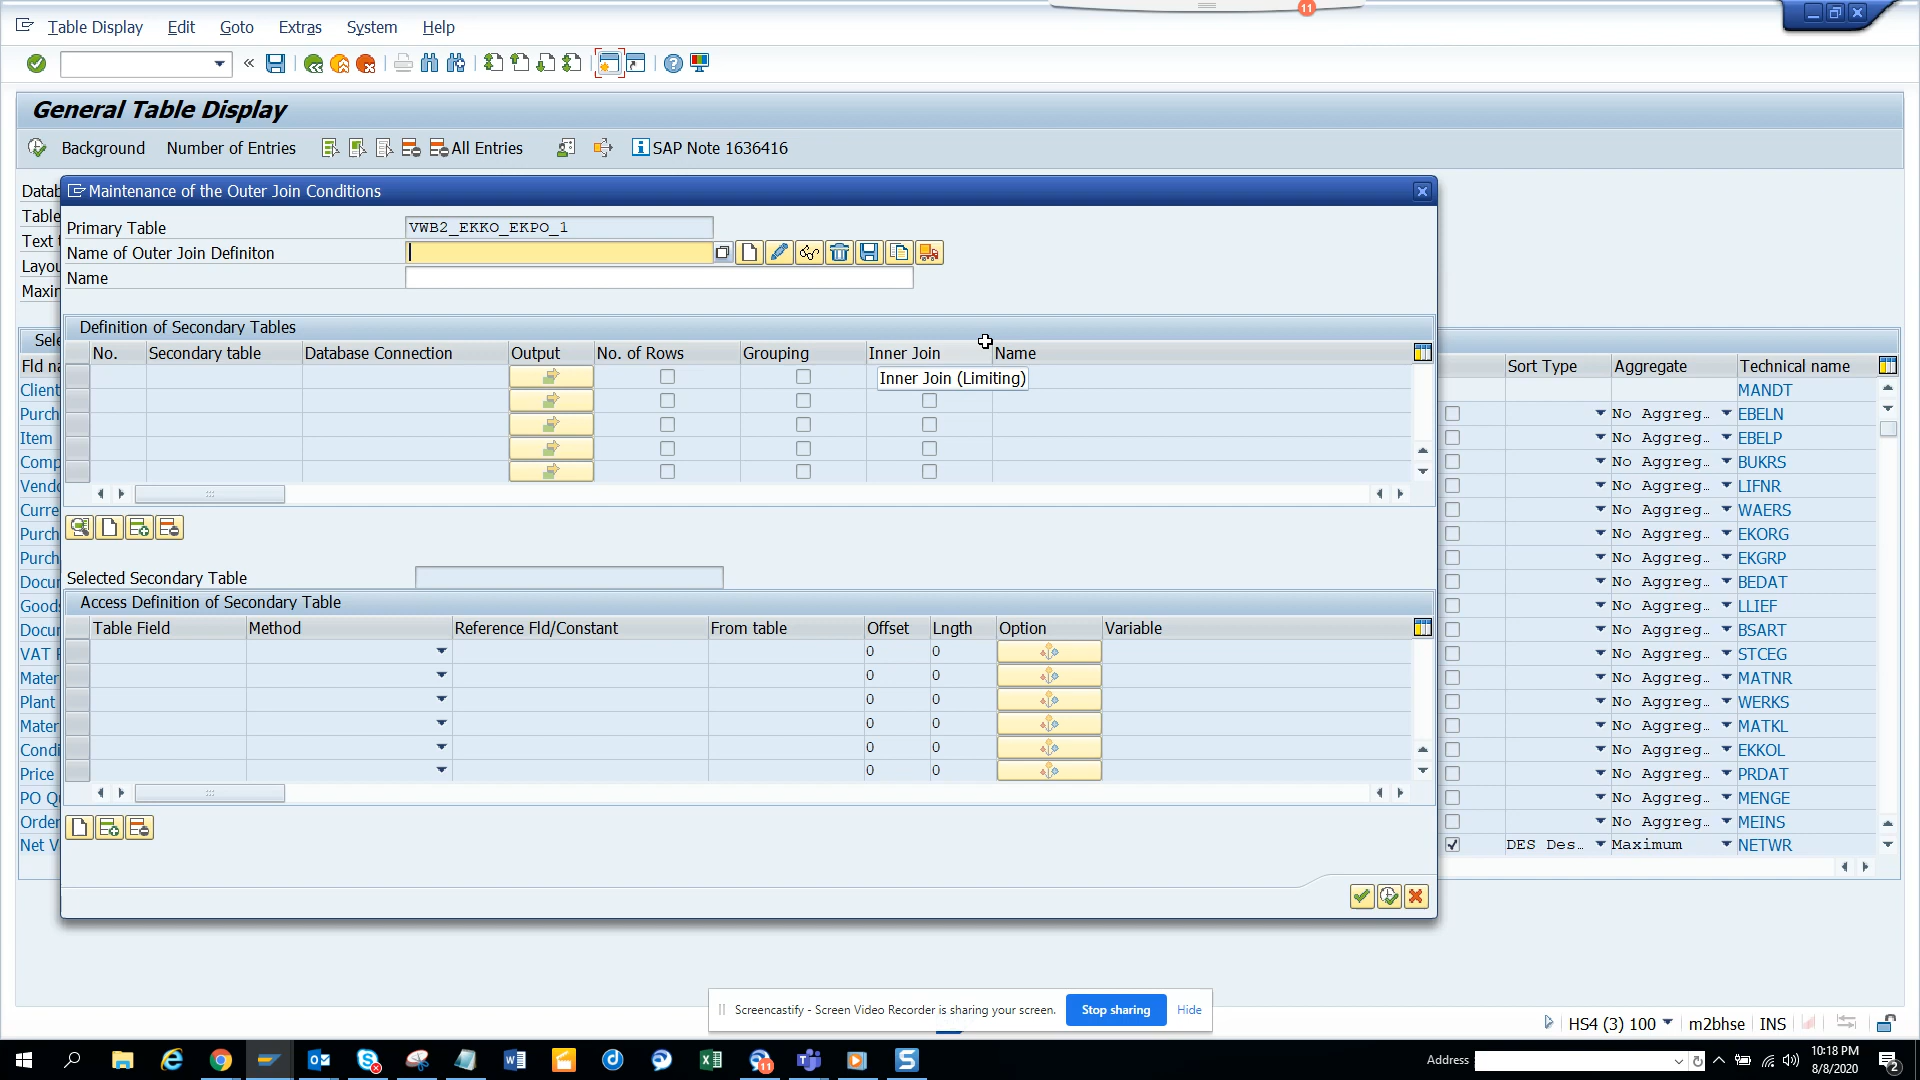 11
Table Display Edit Goto Extras System Help
General Table Display
Background Number of Entries All Entries SAP Note 1636416
Maintenance of the Outer Join Conditions
Primary Table VWB2_EKKO_EKPO_1
Name of Outer Join Definiton
Name
Definition of Secondary Tables
No. Secondary table Database Connection Output No. of Rows Grouping Inner Join Name
Inner Join (Limiting)
Selected Secondary Table
Access Definition of Secondary Table
Table Field Method Reference Fld/Constant From table Offset Lngth Option Variable
0 0
0 0
0 0
0 0
0 0
0 0
Sort Type Aggregate Technical name
MANDT
No Aggreg… EBELN
Item No Aggreg… EBELP
No Aggreg… BUKRS
No Aggreg… LIFNR
No Aggreg… WAERS
No Aggreg… EKORG
No Aggreg… EKGRP
No Aggreg… BEDAT
No Aggreg… LLIEF
No Aggreg… BSART
No Aggreg… STCEG
No Aggreg… MATNR
Plant No Aggreg… WERKS
No Aggreg… MATKL
No Aggreg… EKKOL
Price No Aggreg… PRDAT
No Aggreg… MENGE
No Aggreg… MEINS
DES Des… Maximum NETWR
Client
Screencastify - Screen Video Recorder is sharing your screen. Stop sharing Hide
HS4 (3) 100 m2bhse INS
Address
10:18 PM
8/8/2020
11
2